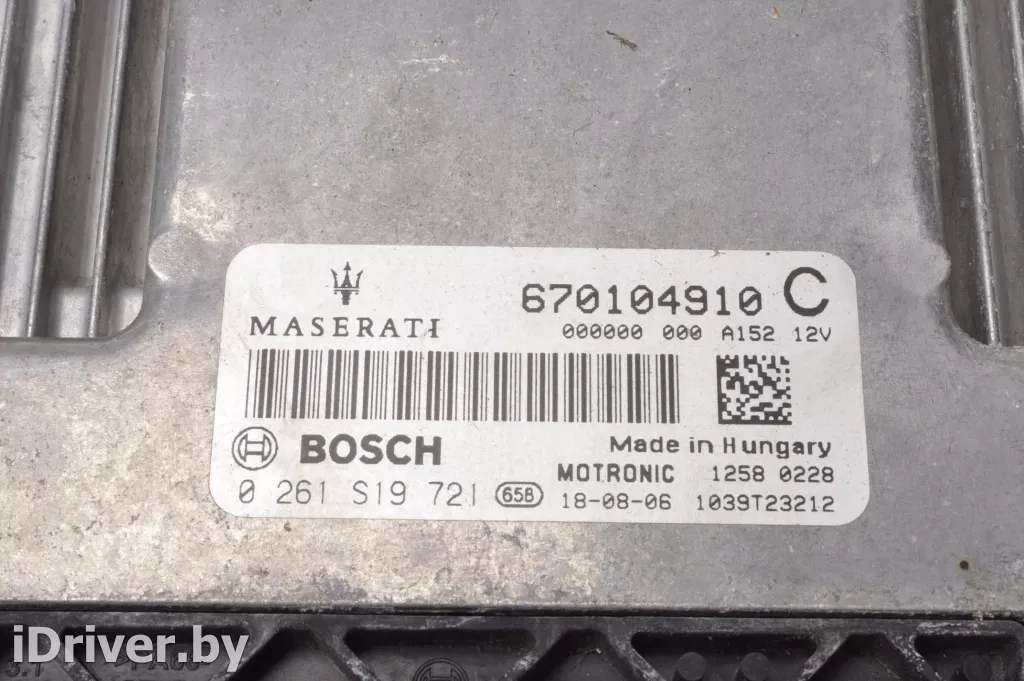 670104910 C
MASERATI
000000 000 A152 12V
BOSCH
Made in Hungary
MOTRONIC 1258 0228
0 261 S19 721 658 18-08-06 1039T23212
iDriver.by